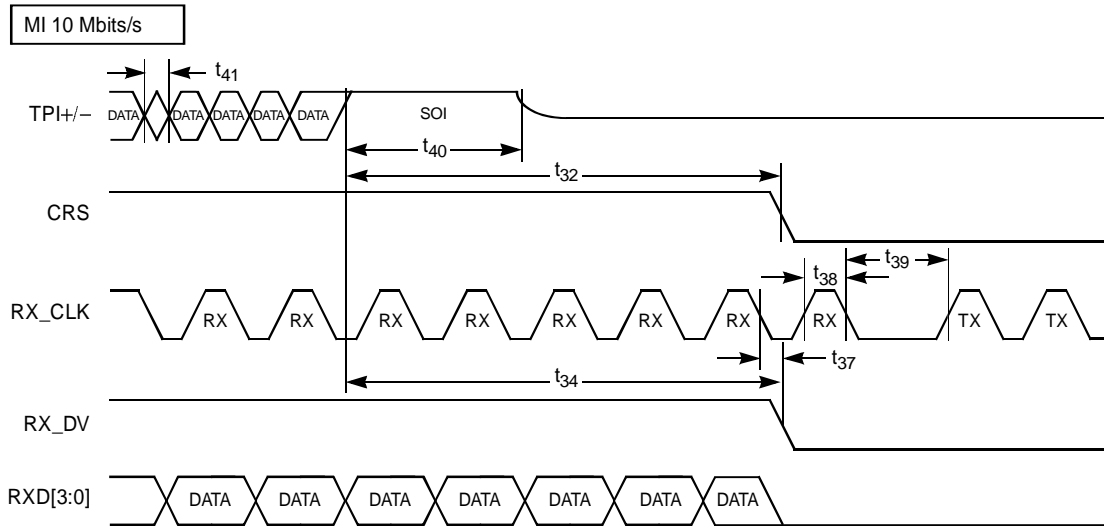 MI 10 Mbits/s
t41
TPI+/–
DATA DATA DATA DATA DATA SOI
t40
t32
CRS
t38 t39
RX_CLK
RX RX RX RX RX RX RX RX TX TX
t37
t34
RX_DV
RXD[3:0]
DATA DATA DATA DATA DATA DATA DATA